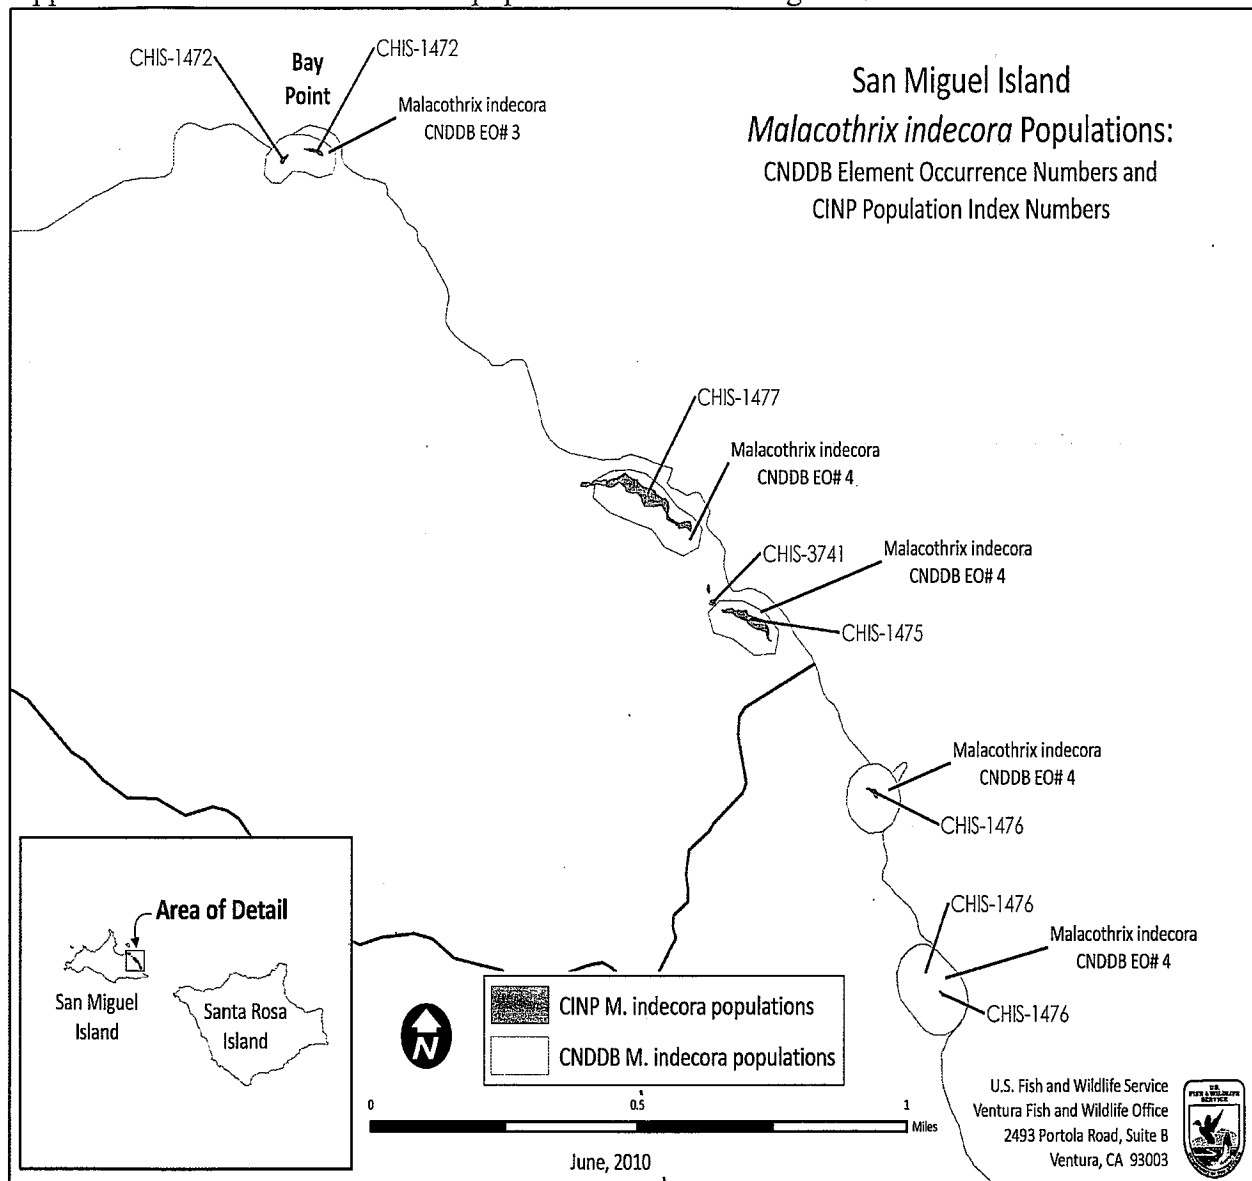 CHIS-1472
Bay
Point
CHIS-1472
Malacothrix indecora
CNDDB EO# 3
San Miguel Island
Malacothrix indecora Populations:
CNDDB Element Occurrence Numbers and
CINP Population Index Numbers
CHIS-1477
Malacothrix indecora
CNDDB EO# 4
CHIS-3741
Malacothrix indecora
CNDDB EO# 4
CHIS-1475
Malacothrix indecora
CNDDB EO# 4
CHIS-1476
CHIS-1476
Malacothrix indecora
CNDDB EO# 4
CHIS-1476
Area of Detail
San Miguel
Island
Santa Rosa
Island
N
CINP M. indecora populations
CNDDB M. indecora populations
0 0.5 1
Miles
June, 2010
U.S. Fish and Wildlife Service
Ventura Fish and Wildlife Office
2493 Portola Road, Suite B
Ventura, CA 93003
U.S.
FISH & WILDLIFE
SERVICE